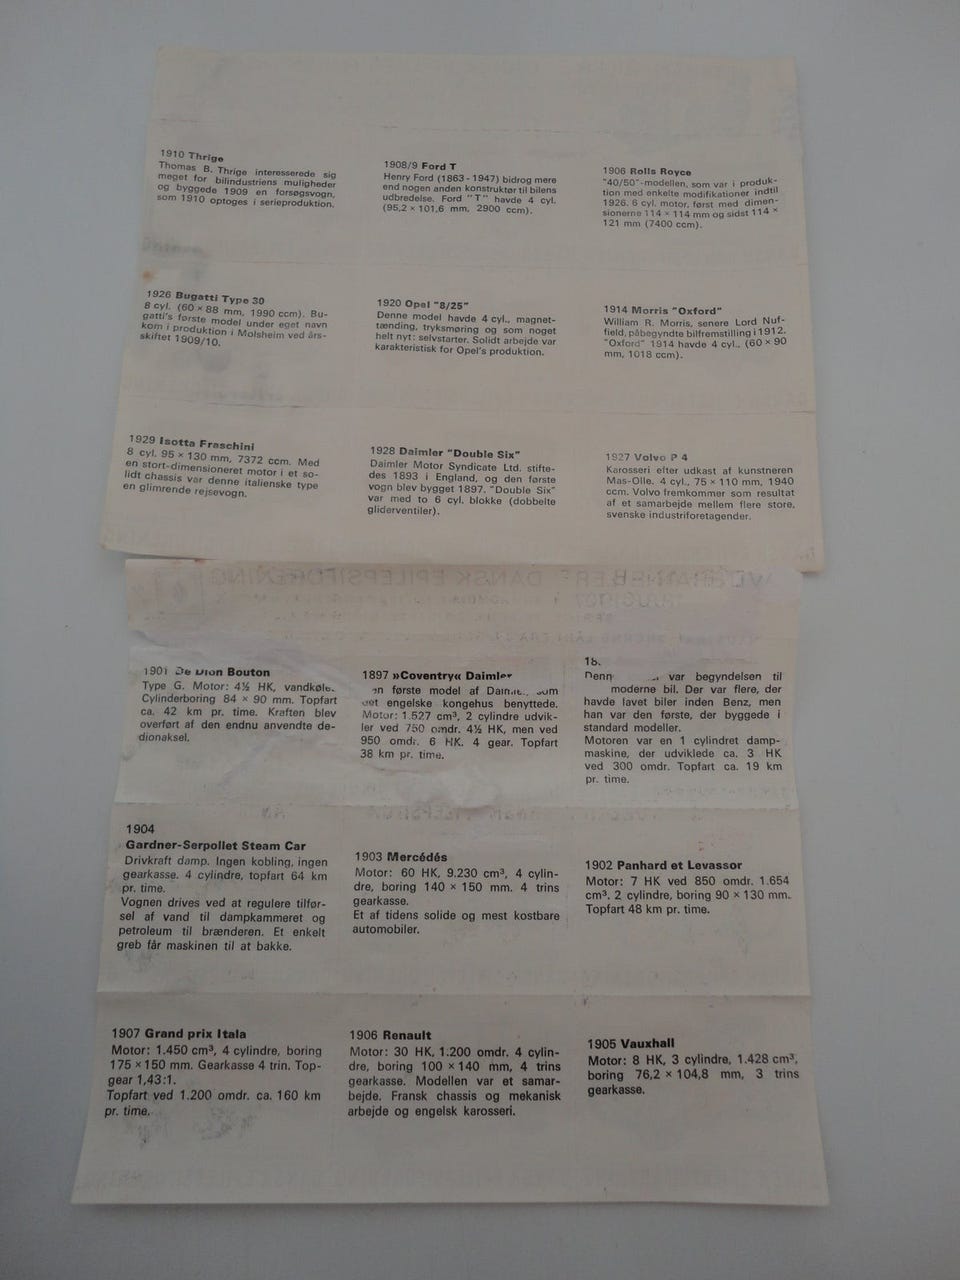 1910 Thrige
Thomas B. Thrige interesserede sig
meget for bilindustriens muligheder
og byggede 1909 en forsøgsvogn,
som 1910 optoges i serieproduktion.
1908/9 Ford T
Henry Ford (1863 - 1947) bidrog mere
end nogen anden konstruktør til bilens
udbredelse. Ford "T" havde 4 cyl.
(95,2 × 101,6 mm, 2900 ccm).
1906 Rolls Royce
"40/50"-modellen, som var i produk-
tion med enkelte modifikationer indtil
1926. 6 cyl. motor, først med dimen-
sionerne 114 × 114 mm og sidst 114 ×
121 mm (7400 ccm).
1926 Bugatti Type 30
8 cyl. (60 × 88 mm, 1990 ccm). Bu-
gatti's første model under eget navn
kom i produktion i Molsheim ved års-
skiftet 1909/10.
1920 Opel "8/25"
Denne model havde 4 cyl., magnet-
tænding, tryksmøring og som noget
helt nyt: selvstarter. Solidt arbejde var
karakteristisk for Opel's produktion.
1914 Morris "Oxford"
William R. Morris, senere Lord Nuf-
field, påbegyndte bilfremstilling i 1912.
"Oxford" 1914 havde 4 cyl., (60 × 90
mm, 1018 ccm).
1929 Isotta Fraschini
8 cyl. 95 × 130 mm, 7372 ccm. Med
en stort-dimensioneret motor i et so-
lidt chassis var denne italienske type
en glimrende rejsevogn.
1928 Daimler "Double Six"
Daimler Motor Syndicate Ltd. stifte-
des 1893 i England, og den første
vogn blev bygget 1897. "Double Six"
var med to 6 cyl. blokke (dobbelte
gliderventiler).
1927 Volvo P 4
Karosseri efter udkast af kunstneren
Mas-Olle. 4 cyl., 75 × 110 mm, 1940
ccm. Volvo fremkommer som resultat
af et samarbejde mellem flere store,
svenske industriforetagender.
1901 De Dion Bouton
Type G. Motor: 4½ HK, vandkøle.
Cylinderboring 84 × 90 mm. Topfart
ca. 42 km pr. time. Kraften blev
overført af den endnu anvendte de-
dionaksel.
1897 »Coventry« Daimler
en første model af Daimler, som
det engelske kongehus benyttede.
Motor: 1.527 cm³, 2 cylindre udvik-
ler ved 750 omdr. 4½ HK, men ved
950 omdr. 6 HK. 4 gear. Topfart
38 km pr. time.
var begyndelsen til
moderne bil. Der var flere, der
havde lavet biler inden Benz, men
han var den første, der byggede i
standard modeller.
Motoren var en 1 cylindret damp-
maskine, der udviklede ca. 3 HK
ved 300 omdr. Topfart ca. 19 km
pr. time.
1904
Gardner-Serpollet Steam Car
Drivkraft damp. Ingen kobling, ingen
gearkasse. 4 cylindre, topfart 64 km
pr. time.
Vognen drives ved at regulere tilfør-
sel af vand til dampkammeret og
petroleum til brænderen. Et enkelt
greb får maskinen til at bakke.
1903 Mercédés
Motor: 60 HK, 9.230 cm³, 4 cylin-
dre, boring 140 × 150 mm. 4 trins
gearkasse.
Et af tidens solide og mest kostbare
automobiler.
1902 Panhard et Levassor
Motor: 7 HK ved 850 omdr. 1.654
cm³. 2 cylindre, boring 90 × 130 mm.
Topfart 48 km pr. time.
1907 Grand prix Itala
Motor: 1.450 cm³, 4 cylindre, boring
175 × 150 mm. Gearkasse 4 trin. Top-
gear 1,43:1.
Topfart ved 1.200 omdr. ca. 160 km
pr. time.
1906 Renault
Motor: 30 HK, 1.200 omdr. 4 cylin-
dre, boring 100 × 140 mm, 4 trins
gearkasse. Modellen var et samar-
bejde. Fransk chassis og mekanisk
arbejde og engelsk karosseri.
1905 Vauxhall
Motor: 8 HK, 3 cylindre, 1.428 cm³,
boring 76,2 × 104,8 mm, 3 trins
gearkasse.